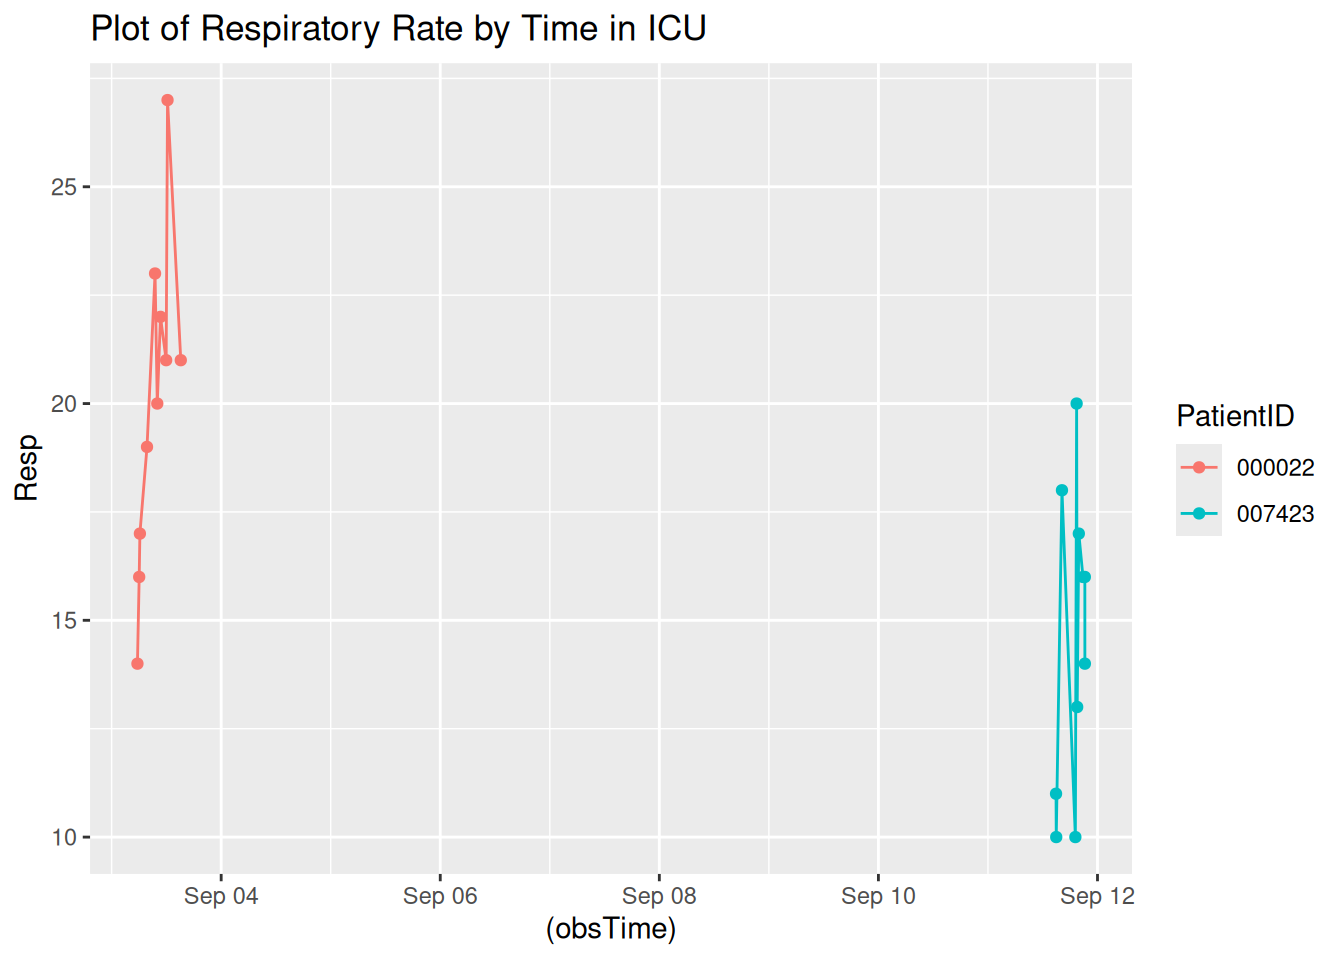 Plot of Respiratory Rate by Time in ICU
25
20
15
10
Resp
Sep 04
Sep 06
Sep 08
Sep 10
Sep 12
(obsTime)
PatientID
000022
007423